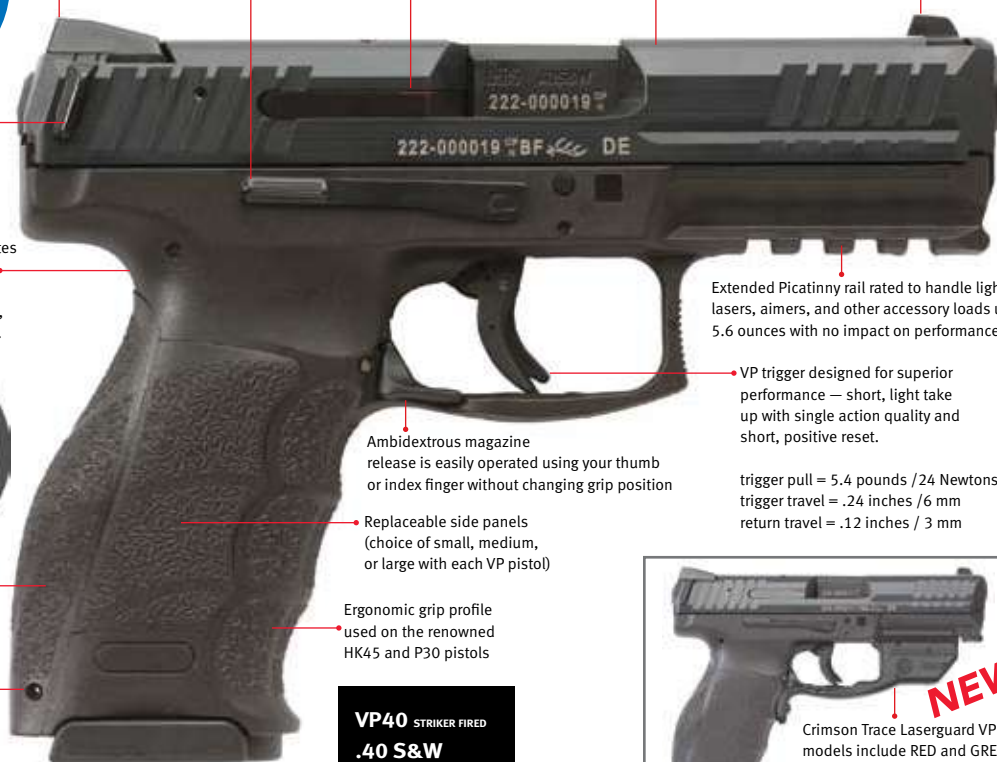 222-000019
222-000019 BF DE
Extended Picatinny rail rated to handle
lasers, aimers, and other accessory loads
5.6 ounces with no impact on performance
VP trigger designed for superior
performance — short, light take
up with single action quality and
short, positive reset.
trigger pull = 5.4 pounds /24 Newtons
trigger travel = .24 inches /6 mm
return travel = .12 inches / 3 mm
Ambidextrous magazine
release is easily operated using your thumb
or index finger without changing grip position
Replaceable side panels
(choice of small, medium,
or large with each VP pistol)
Ergonomic grip profile
used on the renowned
HK45 and P30 pistols
VP40 STRIKER FIRED
.40 S&W
NEW
Crimson Trace Laserguard VP
models include RED and